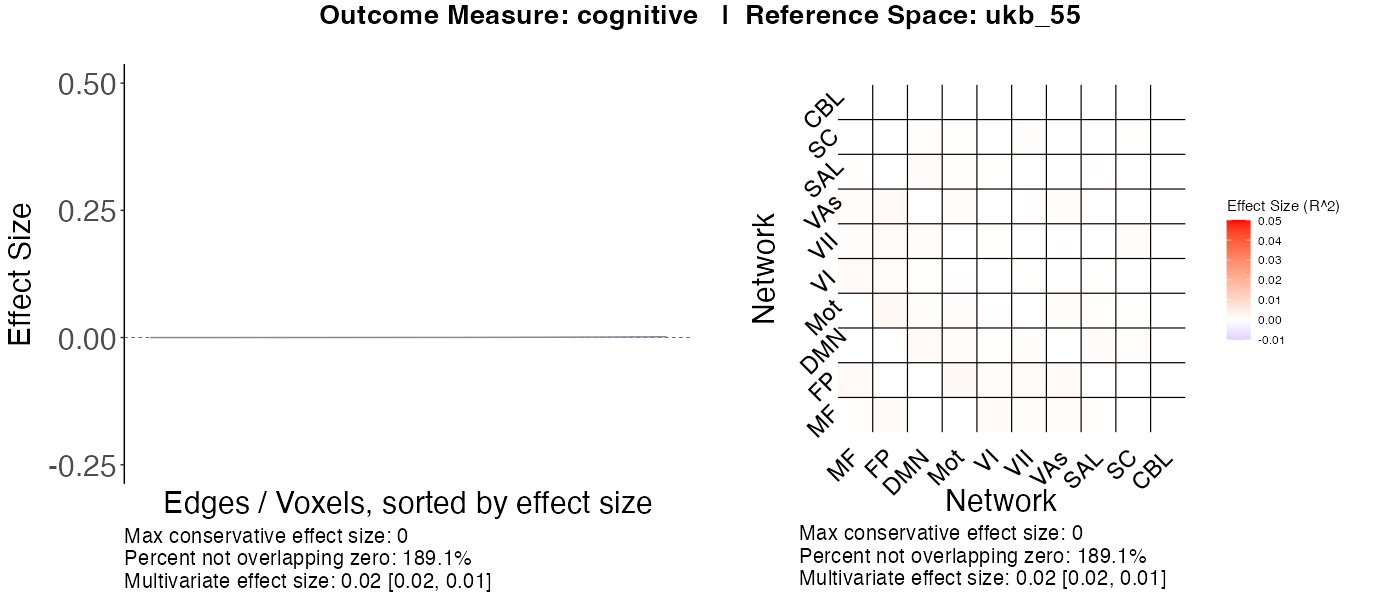 Outcome Measure: cognitive | Reference Space: ukb_55
Effect Size
0.50
0.25
0.00
-0.25
Edges / Voxels, sorted by effect size
Max conservative effect size: 0
Percent not overlapping zero: 189.1%
Multivariate effect size: 0.02 [0.02, 0.01]
Network
CBL
SC
SAL
VAs
VII
VI
Mot
DMN
FP
MF
MF
FP
DMN
Mot
VI
VII
VAs
SAL
SC
CBL
Network
Max conservative effect size: 0
Percent not overlapping zero: 189.1%
Multivariate effect size: 0.02 [0.02, 0.01]
Effect Size (R^2)
0.05
0.04
0.03
0.02
0.01
0.00
-0.01